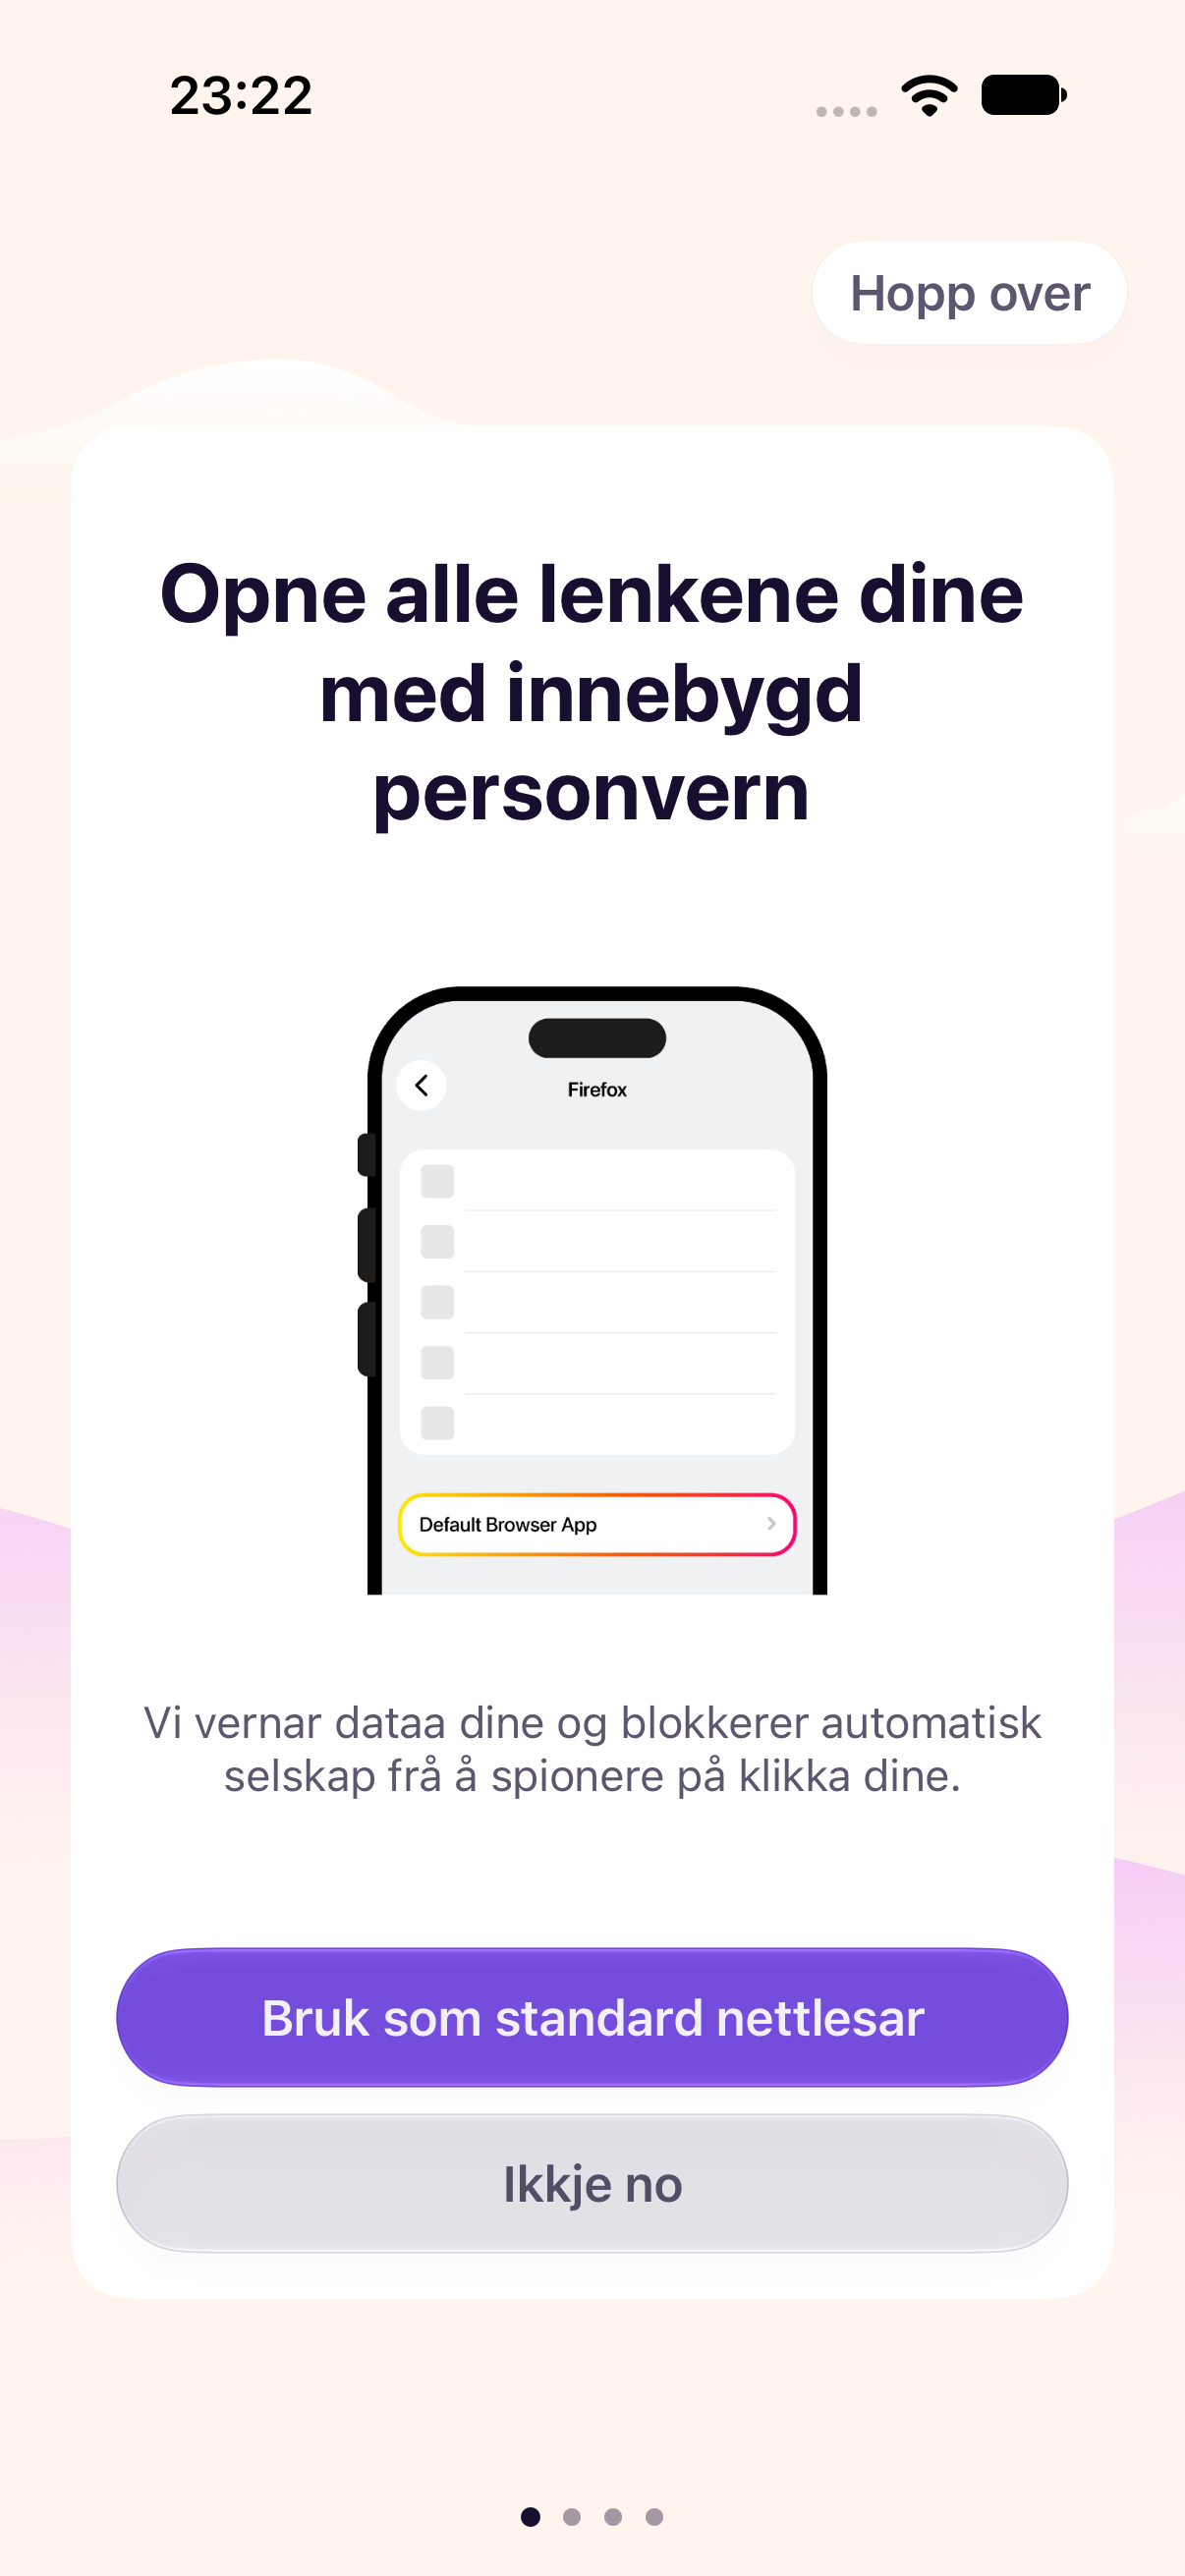 23:22
Hopp over
Opne alle lenkene dine
med innebygd
personvern
Firefox
Default Browser App
Vi vernar dataa dine og blokkerer automatisk
selskap frå å spionere på klikka dine.
Bruk som standard nettlesar
Ikkje no